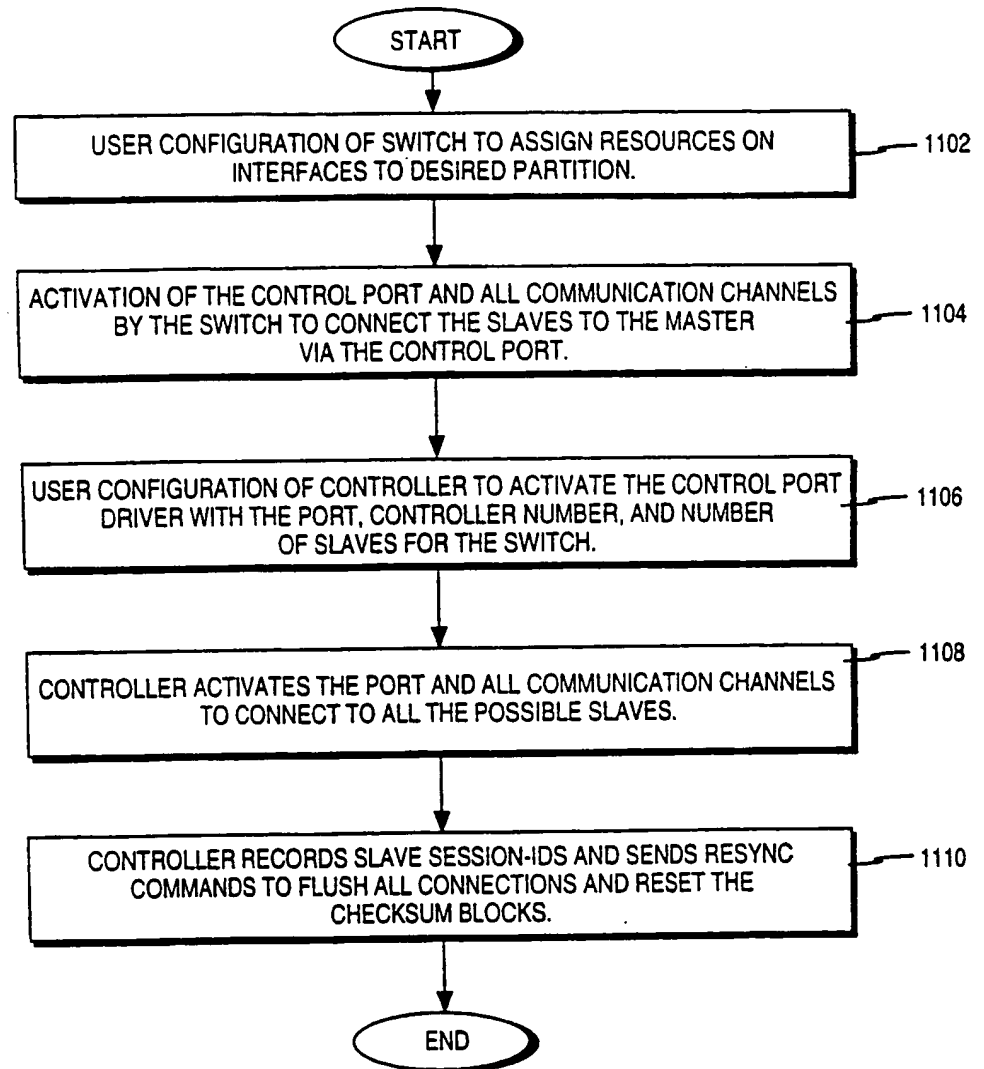 START
USER CONFIGURATION OF SWITCH TO ASSIGN RESOURCES ON
INTERFACES TO DESIRED PARTITION.
1102
ACTIVATION OF THE CONTROL PORT AND ALL COMMUNICATION CHANNELS
BY THE SWITCH TO CONNECT THE SLAVES TO THE MASTER
VIA THE CONTROL PORT.
1104
USER CONFIGURATION OF CONTROLLER TO ACTIVATE THE CONTROL PORT
DRIVER WITH THE PORT, CONTROLLER NUMBER, AND NUMBER
OF SLAVES FOR THE SWITCH.
1106
CONTROLLER ACTIVATES THE PORT AND ALL COMMUNICATION CHANNELS
TO CONNECT TO ALL THE POSSIBLE SLAVES.
1108
CONTROLLER RECORDS SLAVE SESSION-IDS AND SENDS RESYNC
COMMANDS TO FLUSH ALL CONNECTIONS AND RESET THE
CHECKSUM BLOCKS.
1110
END